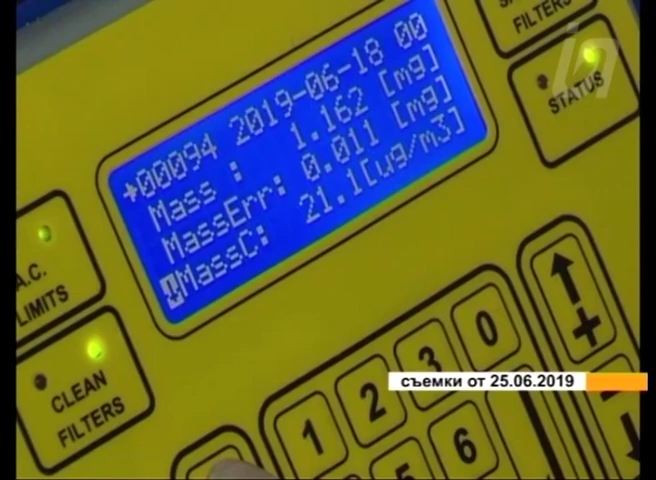 ➔00094 2019-06-18 00
Mass : 1.162 [mg]
MassErr: 0.011 [mg]
!MassC: 21.1[ug/m3]
FILTERS
in
STATUS
A.C.
LIMITS
CLEAN
FILTERS
съемки от 25.06.2019
1 2 3 0
6
+